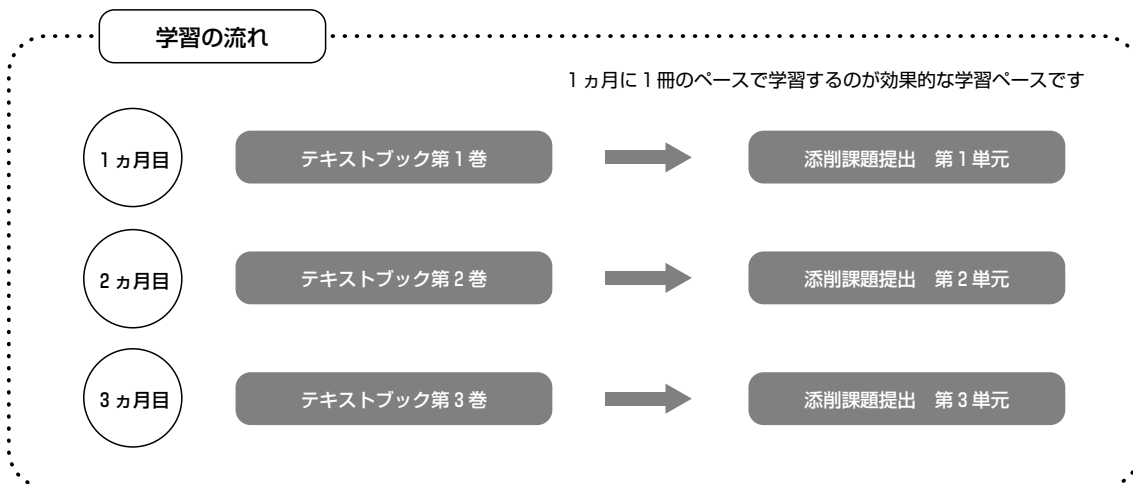 学習の流れ
1ヵ月に1冊のペースで学習するのが効果的な学習ペースです
1ヵ月目
テキストブック第1巻
添削課題提出　第1単元
2ヵ月目
テキストブック第2巻
添削課題提出　第2単元
3ヵ月目
テキストブック第3巻
添削課題提出　第3単元